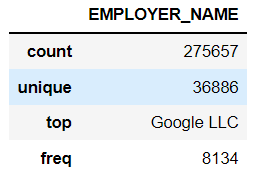 EMPLOYER_NAME
count 275657
unique 36886
top Google LLC
freq 8134